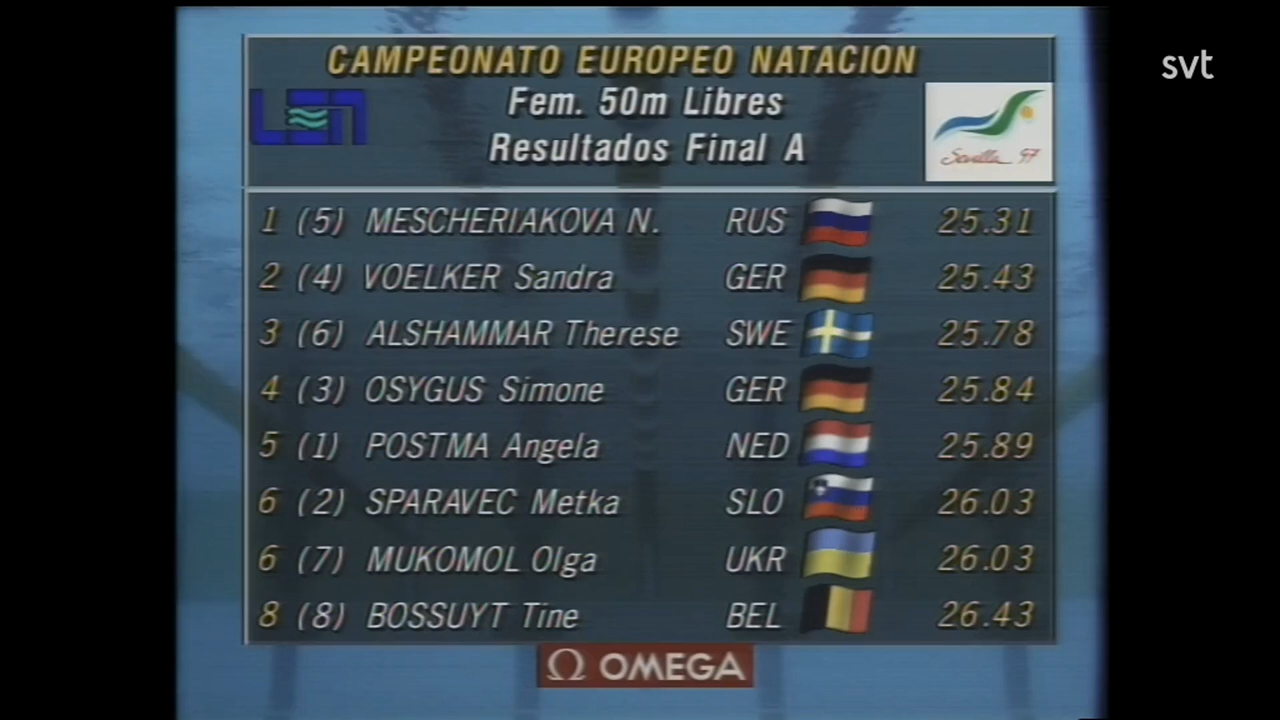 CAMPEONATO EUROPEO NATACION
svt
LEN
Fem. 50m Libres
Resultados Final A
Sevilla 97
1 (5) MESCHERIAKOVA N. RUS 25.31
2 (4) VOELKER Sandra GER 25.43
3 (6) ALSHAMMAR Therese SWE 25.78
4 (3) OSYGUS Simone GER 25.84
5 (1) POSTMA Angela NED 25.89
6 (2) SPARAVEC Metka SLO 26.03
6 (7) MUKOMOL Olga UKR 26.03
8 (8) BOSSUYT Tine BEL 26.43
Ω OMEGA